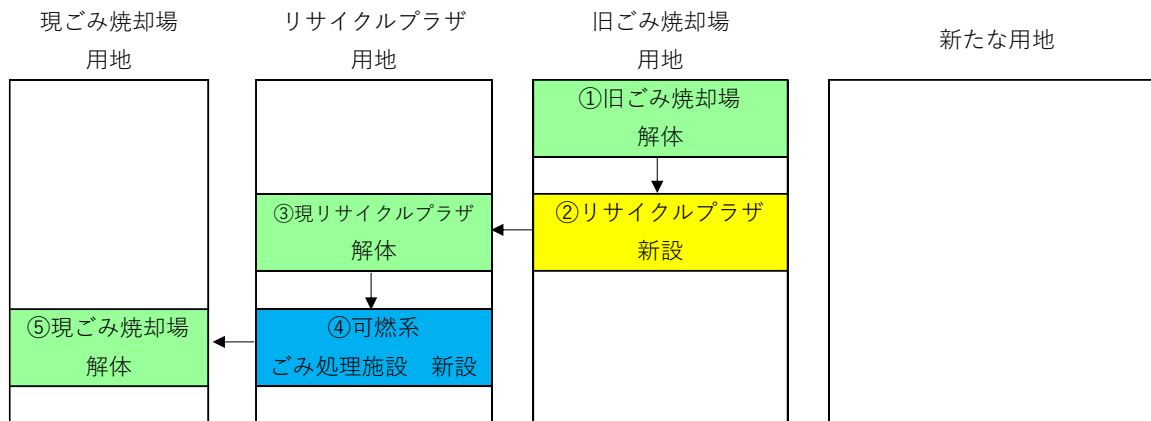 現ごみ焼却場
用地
リサイクルプラザ
用地
旧ごみ焼却場
用地
新たな用地
①旧ごみ焼却場
解体
②リサイクルプラザ
新設
③現リサイクルプラザ
解体
④可燃系
ごみ処理施設　新設
⑤現ごみ焼却場
解体